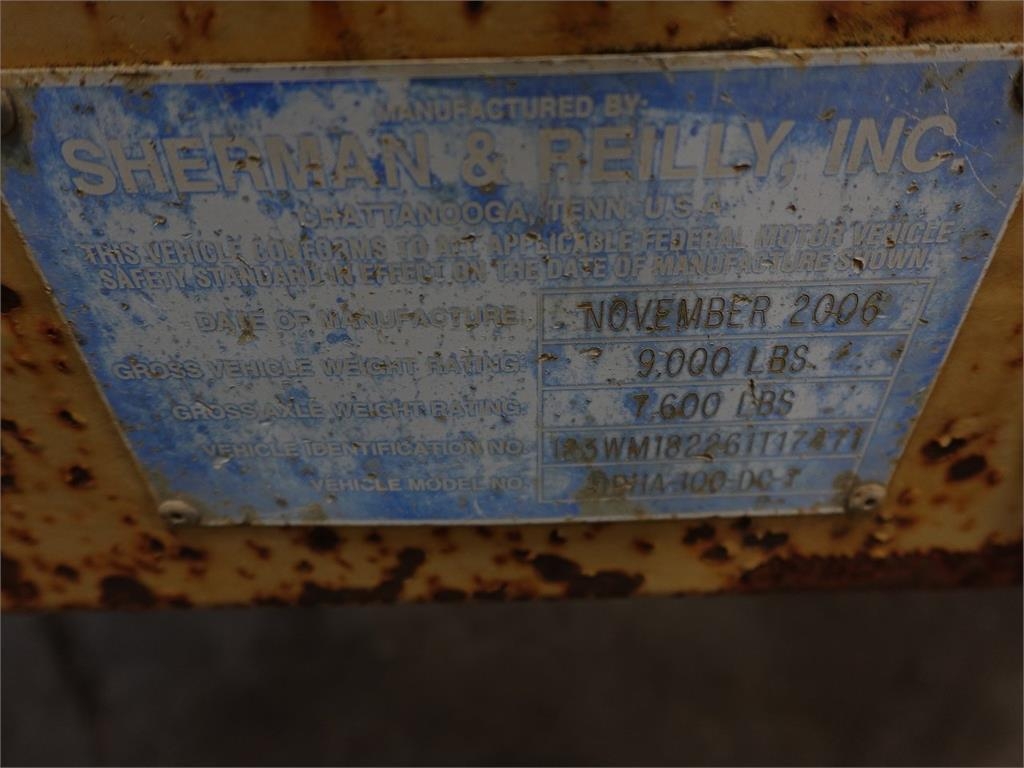 MANUFACTURED BY:
SHERMAN & REILLY, INC.
CHATTANOOGA, TENN. U.S.A.
THIS VEHICLE CONFORMS TO ALL APPLICABLE FEDERAL MOTOR VEHICLE
SAFETY STANDARD IN EFFECT ON THE DATE OF MANUFACTURE SHOWN.
DATE OF MANUFACTURE: NOVEMBER 2006
GROSS VEHICLE WEIGHT RATING: 9,000 LBS
GROSS AXLE WEIGHT RATING: 7,600 LBS
VEHICLE IDENTIFICATION NO.
VEHICLE MODEL NO.